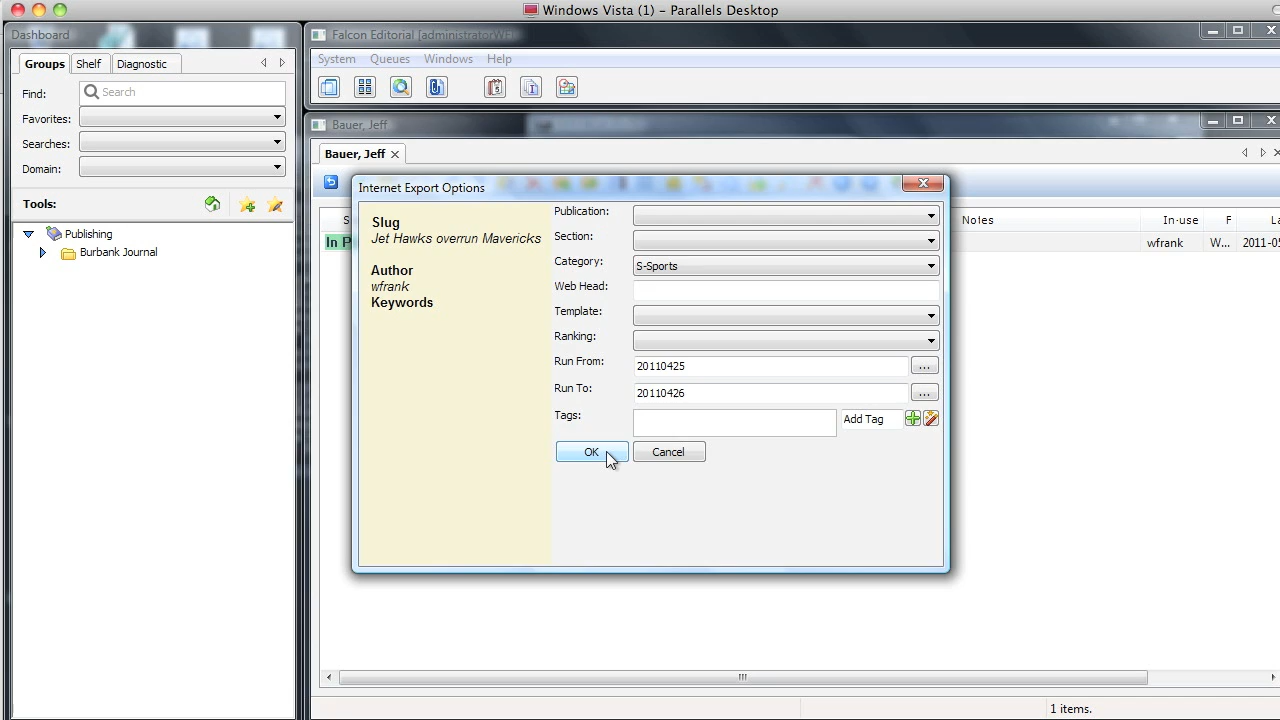 Windows Vista (1) - Parallels Desktop
Dashboard
Groups
Shelf
Diagnostic
Find:
Search
Favorites:
Searches:
Domain:
Tools:
Publishing
Burbank Journal
Falcon Editorial
System
Queues
Windows
Help
Bauer, Jeff
Bauer, Jeff
Notes
In-use
F
wfrank
W...
1 items.
Internet Export Options
Slug
Jet Hawks overrun Mavericks
Author
wfrank
Keywords
Publication:
Section:
Category:
S-Sports
Web Head:
Template:
Ranking:
Run From:
20110425
...
Run To:
20110426
...
Tags:
Add Tag
OK
Cancel